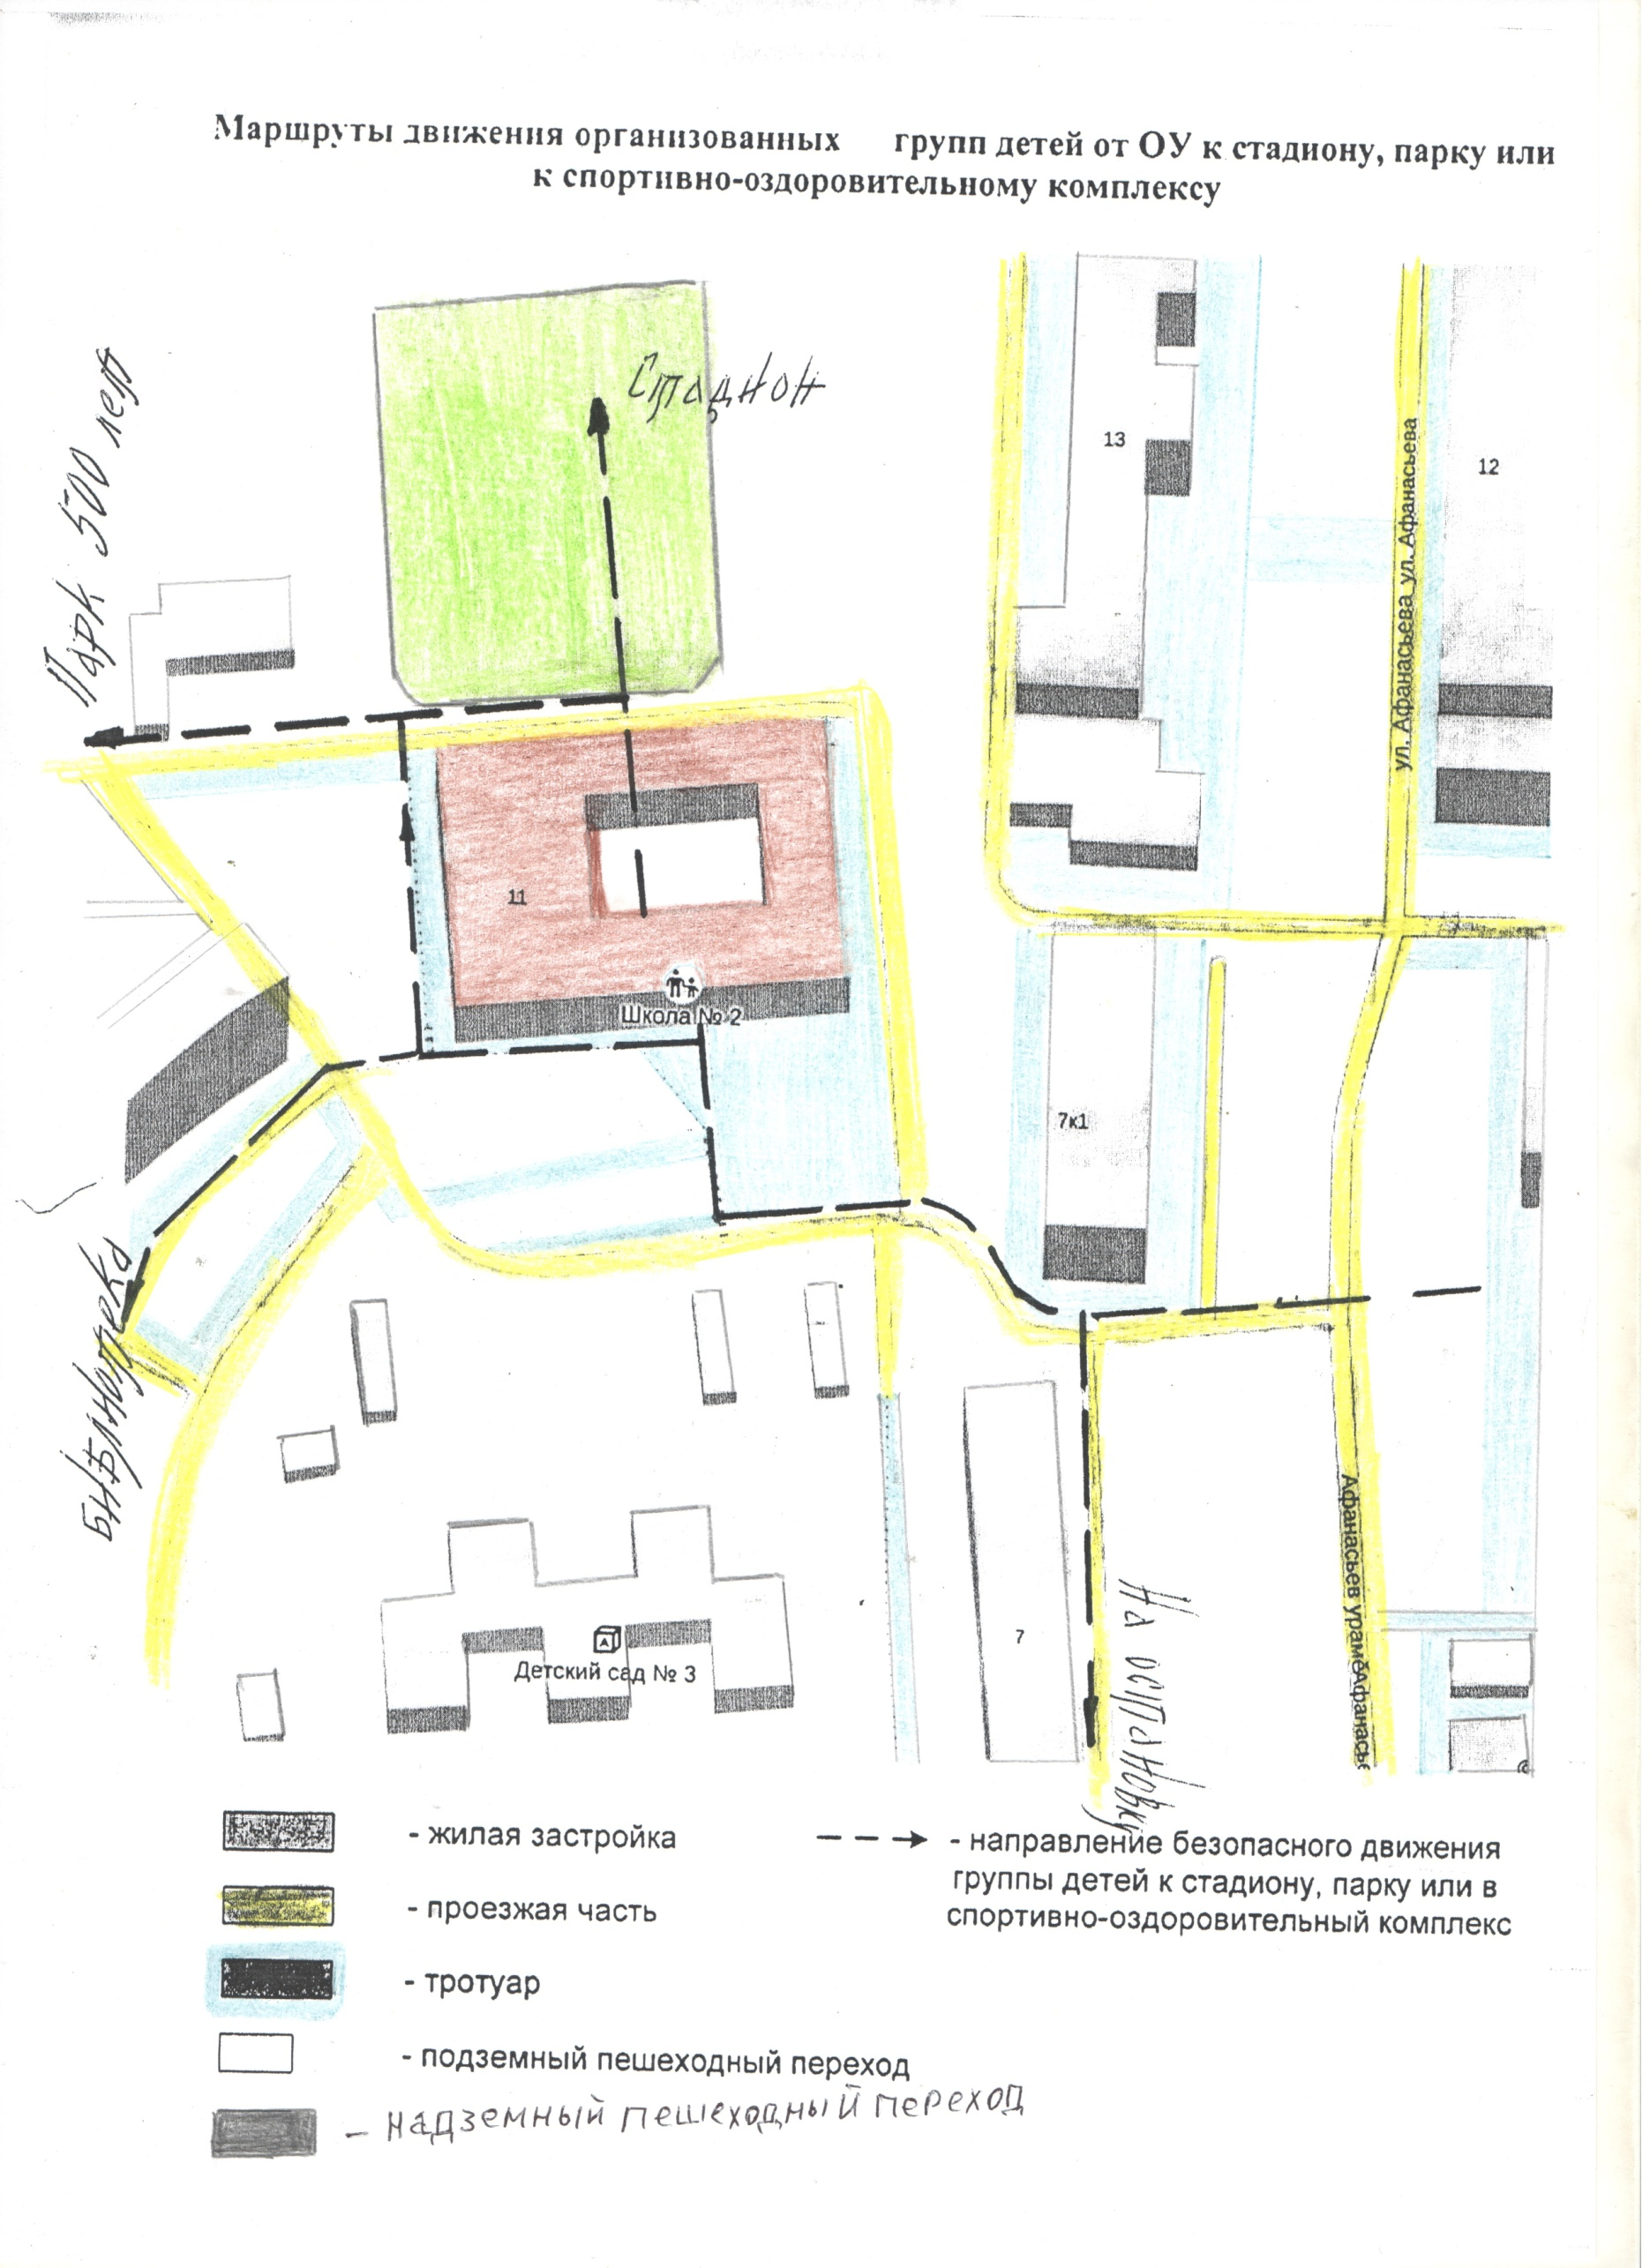 Маршруты движения организованных групп детей от ОУ к стадиону, парку или
к спортивно-оздоровительному комплексу
Стадион
Парк 500 лет
13
12
ул. Афанасьева ул. Афанасьева
11
Школа № 2
7к1
Библиотека
7
На остановку
Афанасьев урамĕ
Афанасье
Детский сад № 3
- жилая застройка
- проезжая часть
- тротуар
- подземный пешеходный переход
- надземный пешеходный переход
- направление безопасного движения
группы детей к стадиону, парку или в
спортивно-оздоровительный комплекс